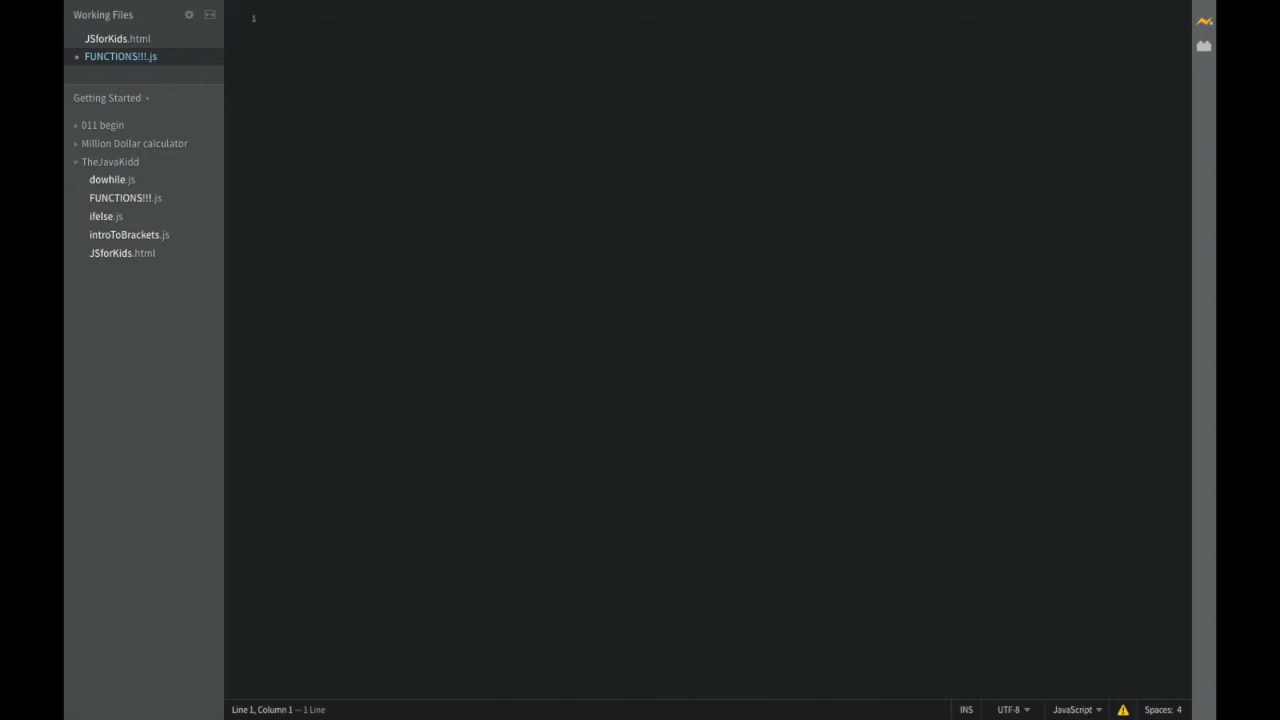 Working Files
JSforKids.html
FUNCTIONS!!!.js
Getting Started
011 begin
Million Dollar calculator
TheJavaKidd
dowhile.js
FUNCTIONS!!!.js
ifelse.js
introToBrackets.js
JSforKids.html
1
Line 1, Column 1 — 1 Line
INS
UTF-8
JavaScript
Spaces: 4